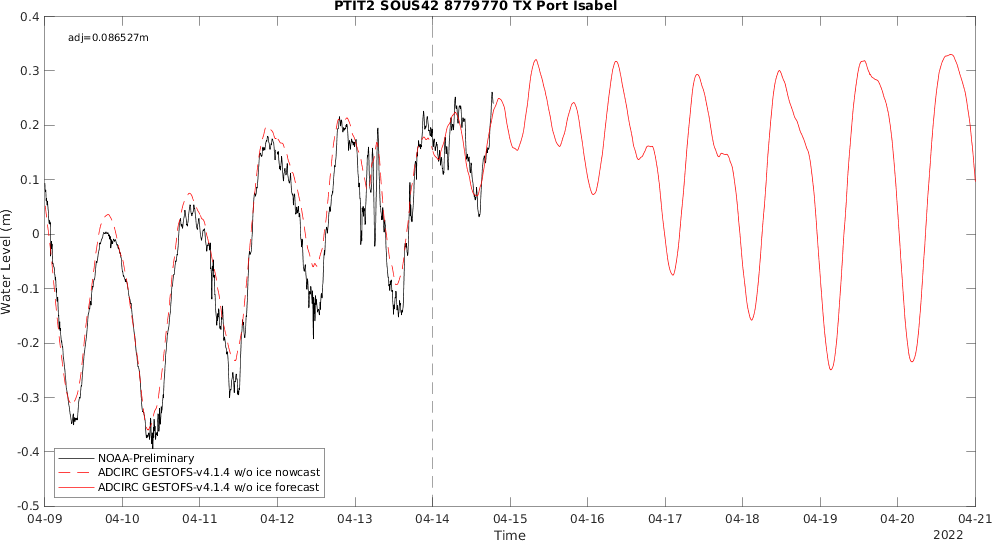 PTIT2 SOUS42 8779770 TX Port Isabel
adj=0.086527m
0.4
0.3
0.2
0.1
0
-0.1
-0.2
-0.3
-0.4
-0.5
Water Level (m)
NOAA-Preliminary
ADCIRC GESTOFS-v4.1.4 w/o ice nowcast
ADCIRC GESTOFS-v4.1.4 w/o ice forecast
04-09 04-10 04-11 04-12 04-13 04-14 04-15 04-16 04-17 04-18 04-19 04-20 04-21
Time
2022